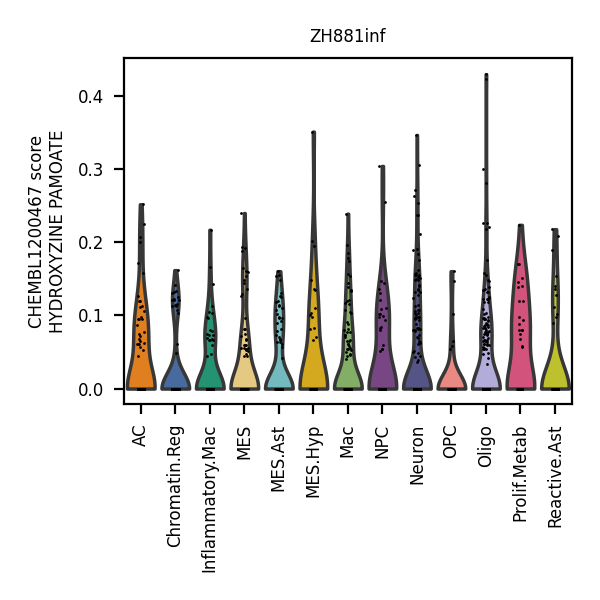 ZH881inf
CHEMBL1200467 score
HYDROXYZINE PAMOATE
0.4
0.3
0.2
0.1
0.0
AC
Chromatin.Reg
Inflammatory.Mac
MES
MES.Ast
MES.Hyp
Mac
NPC
Neuron
OPC
Oligo
Prolif.Metab
Reactive.Ast